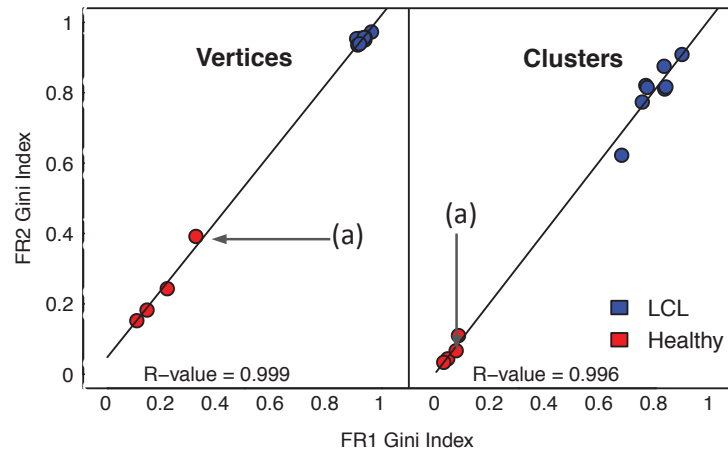 1
0.8
0.6
0.4
0.2
0
FR2 Gini Index
Vertices
(a)
R−value = 0.999
0 0.2 0.4 0.6 0.8 1
Clusters
(a)
LCL
Healthy
R−value = 0.996
0 0.2 0.4 0.6 0.8 1
FR1 Gini Index